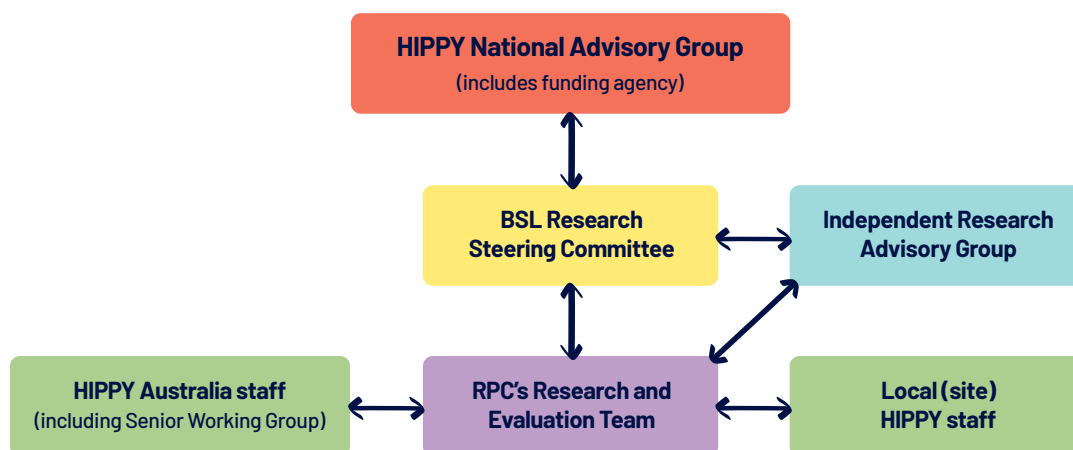 HIPPY National Advisory Group
(includes funding agency)
BSL Research
Steering Committee
Independent Research
Advisory Group
HIPPY Australia staff
(including Senior Working Group)
RPC’s Research and
Evaluation Team
Local (site)
HIPPY staff